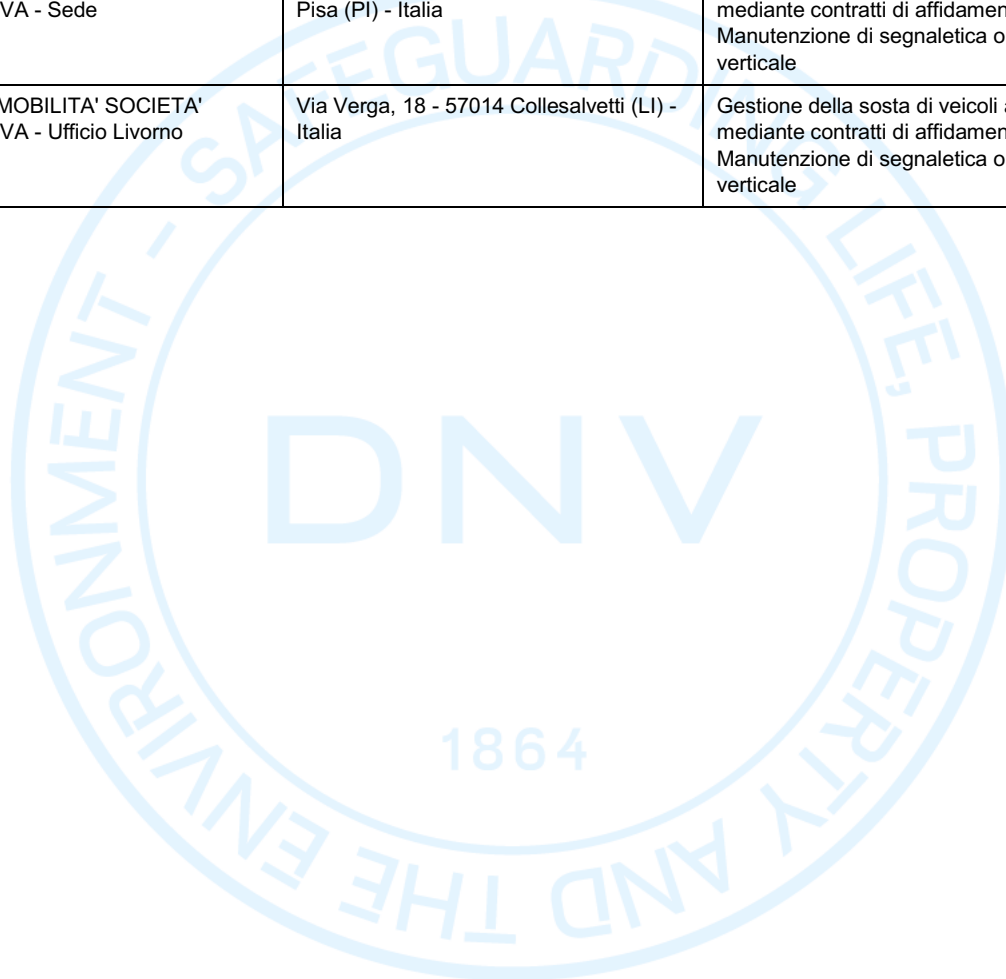 VA - Sede
Pisa (PI) - Italia
mediante contratti di affidamen
Manutenzione di segnaletica o
verticale
MOBILITA' SOCIETA'
VA - Ufficio Livorno
Via Verga, 18 - 57014 Collesalvetti (LI) -
Italia
Gestione della sosta di veicoli a
mediante contratti di affidamen
Manutenzione di segnaletica o
verticale
SAFEGUARDING LIFE, PROPERTY AND THE ENVIRONMENT -
DNV
1864